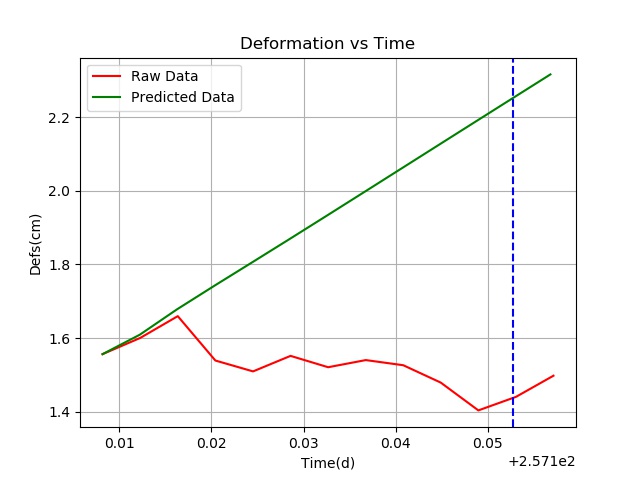 Deformation vs Time
Raw Data
Predicted Data
Defs(cm)
2.2
2.0
1.8
1.6
1.4
0.01 0.02 0.03 0.04 0.05
Time(d)
+2.571e2